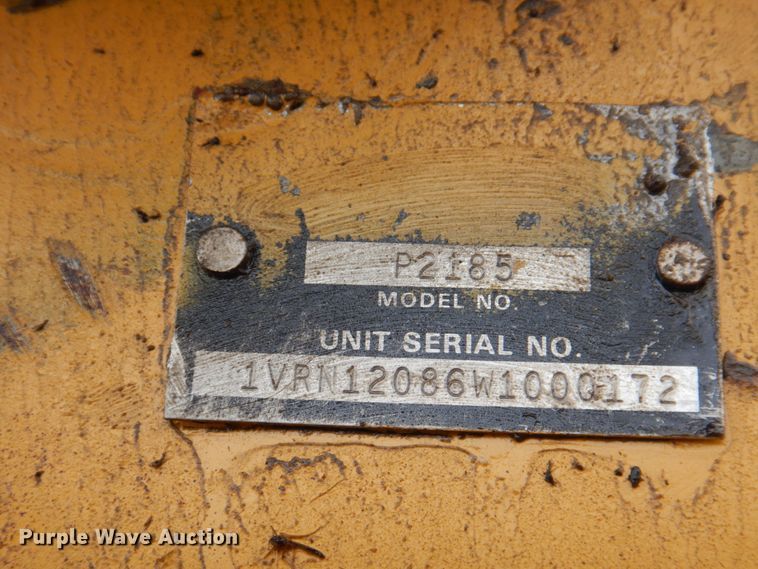 P2185
MODEL NO.
UNIT SERIAL NO.
1VRN12086W1000172
Purple Wave Auction®